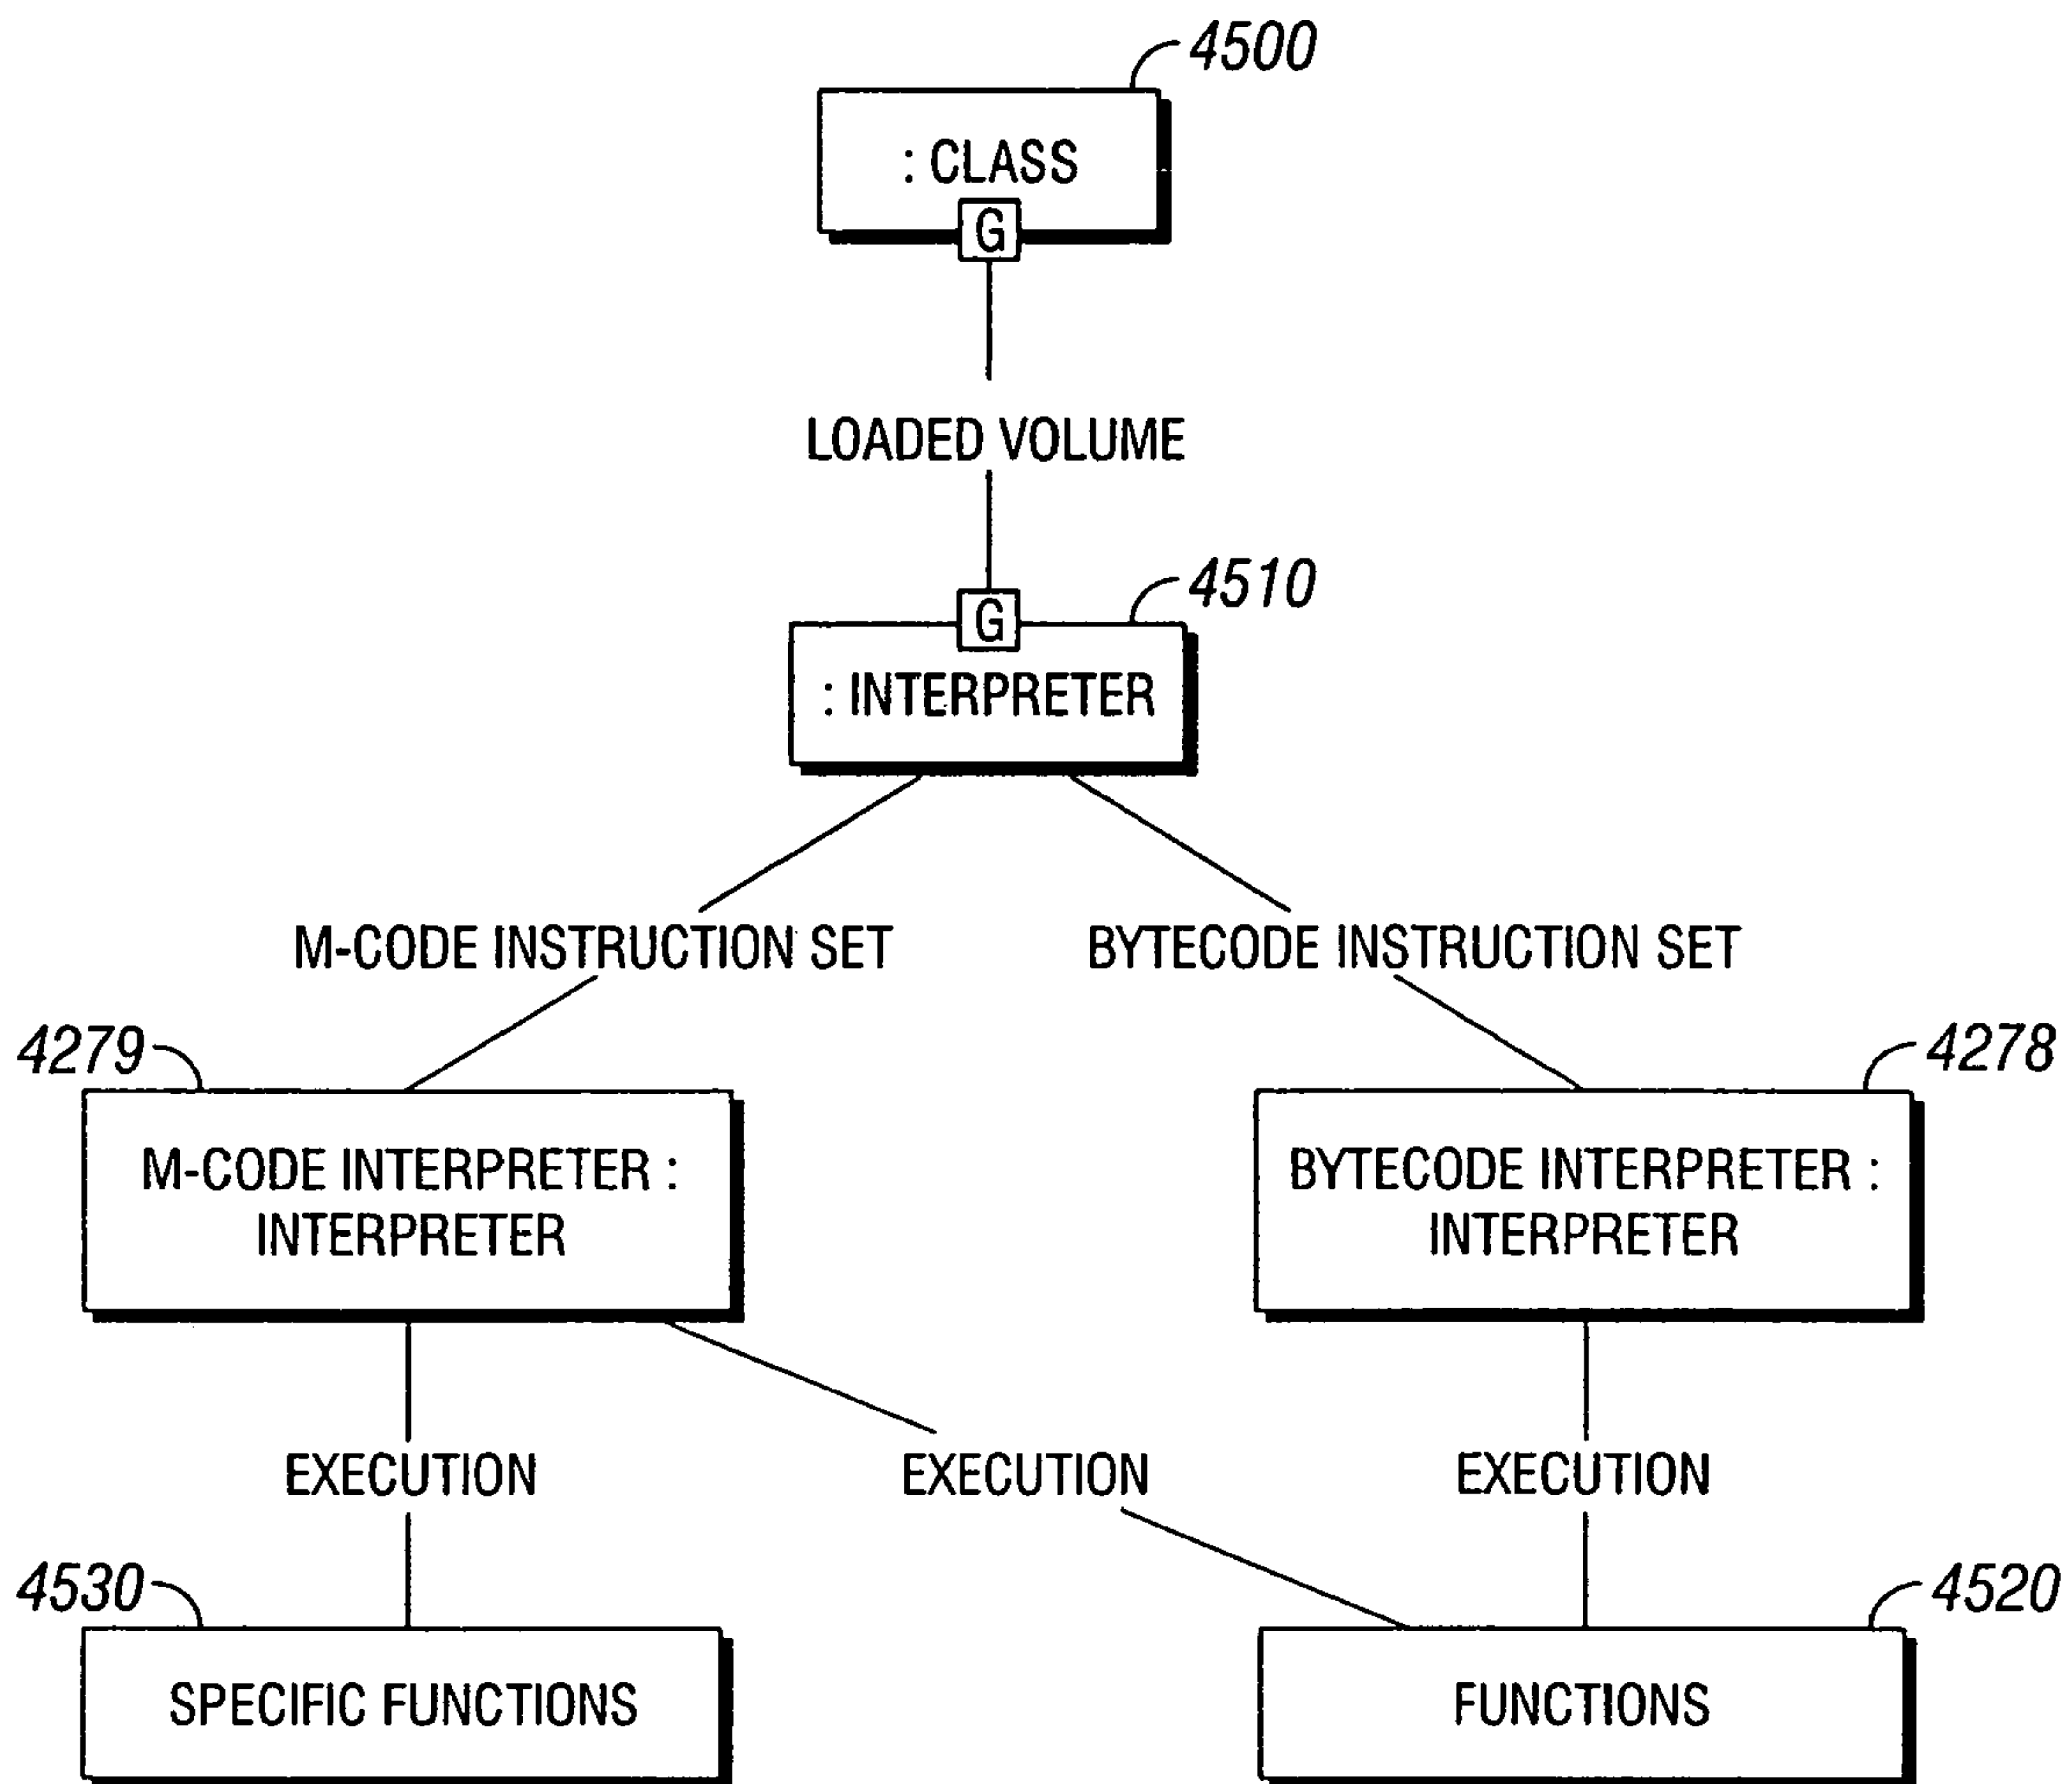 4500
: CLASS
G
LOADED VOLUME
4510
G
: INTERPRETER
M-CODE INSTRUCTION SET
BYTECODE INSTRUCTION SET
4279
4278
M-CODE INTERPRETER :
INTERPRETER
BYTECODE INTERPRETER :
INTERPRETER
EXECUTION
EXECUTION
EXECUTION
4530
4520
SPECIFIC FUNCTIONS
FUNCTIONS